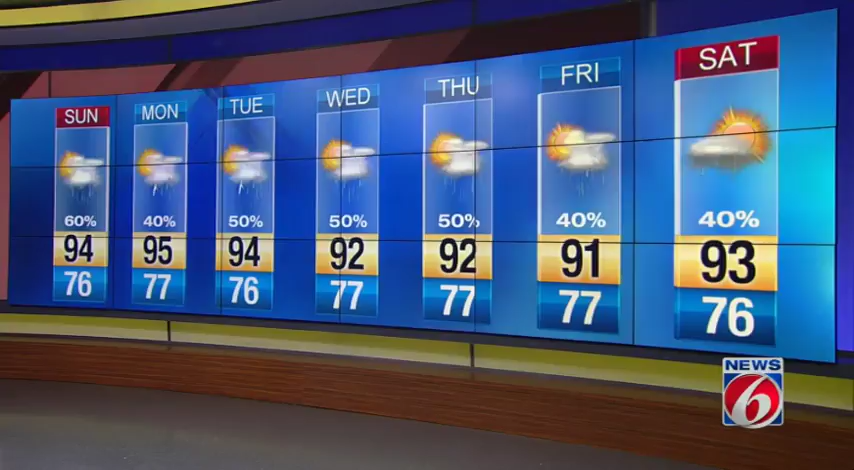 SUN MON TUE WED THU FRI SAT
60% 40% 50% 50% 50% 40% 40%
94 95 94 92 92 91 93
76 77 76 77 77 77 76
NEWS
6